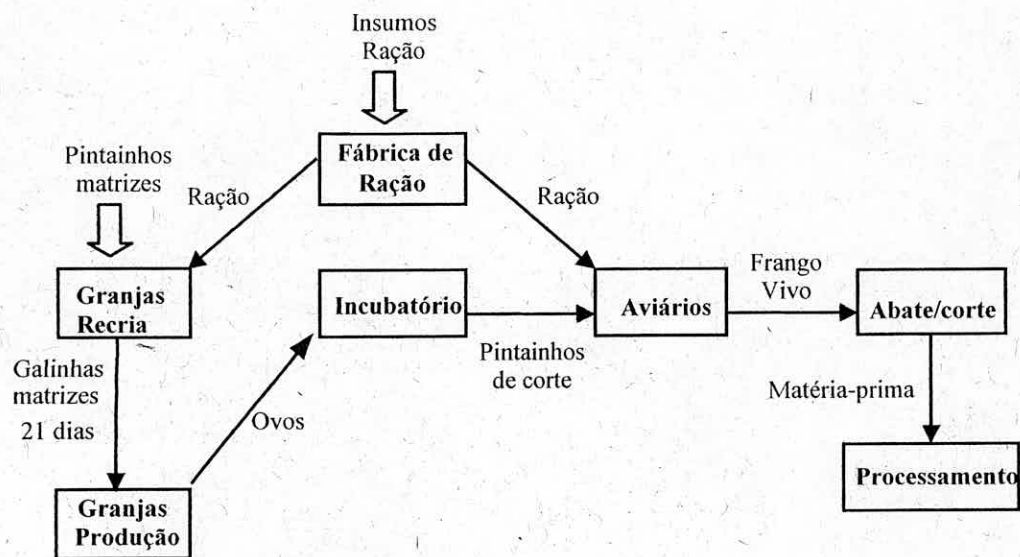 Insumos
Ração
Fábrica de
Ração
Pintainhos
matrizes
Ração
Ração
Granjas
Recria
Incubatório
Aviários
Frango
Vivo
Abate/corte
Galinhas
matrizes
21 dias
Ovos
Pintainhos
de corte
Matéria-prima
Granjas
Produção
Processamento